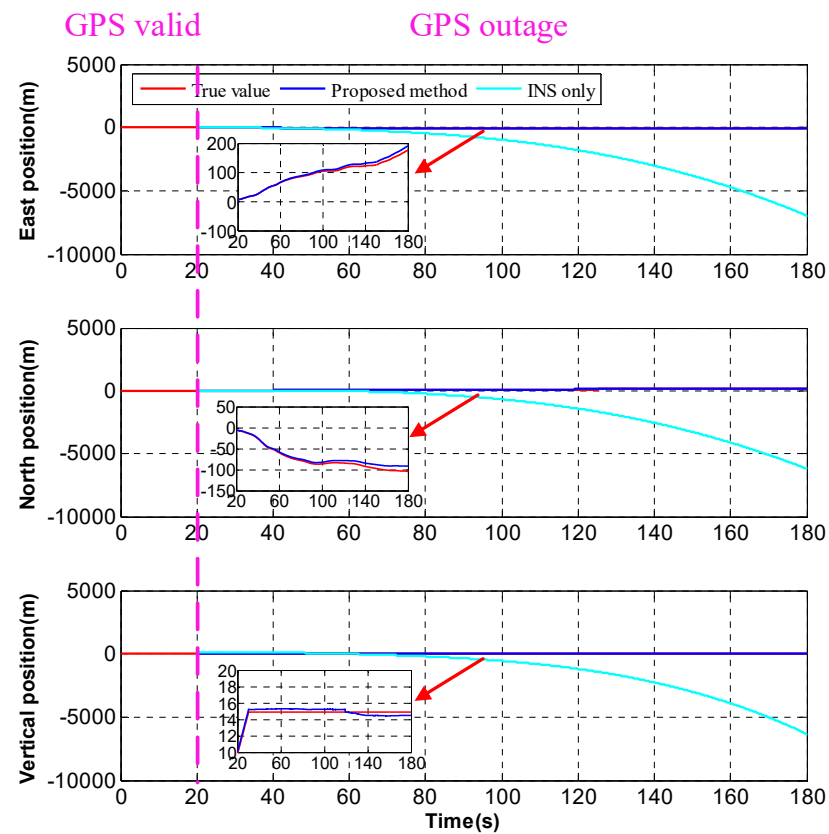 GPS valid GPS outage
True value Proposed method INS only
East position(m)
5000
0
-5000
-10000
200
100
0
-100
20 60 100 140 180
0 20 40 60 80 100 120 140 160 180
North position(m)
5000
0
-5000
-10000
50
0
-50
-100
-150
20 60 100 140 180
0 20 40 60 80 100 120 140 160 180
Vertical position(m)
5000
0
-5000
-10000
20
18
16
14
12
10
20 60 100 140 180
0 20 40 60 80 100 120 140 160 180
Time(s)